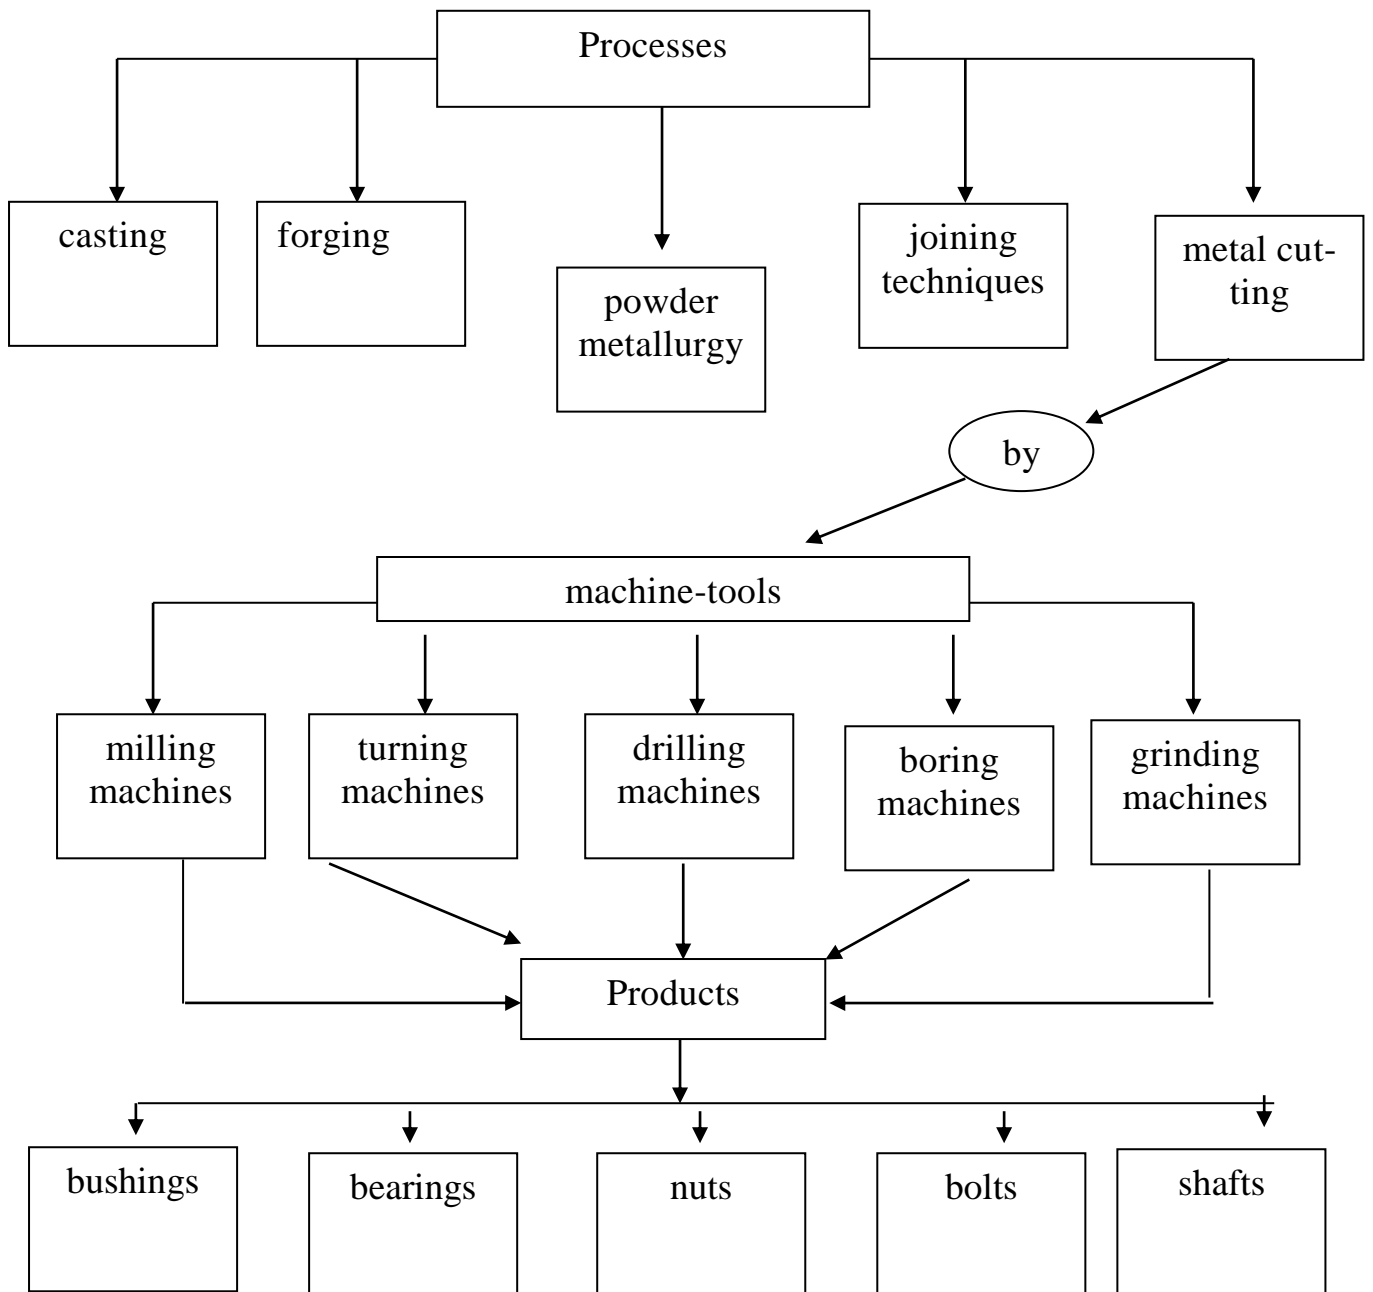 Processes
casting
forging
powder
metallurgy
joining
techniques
metal cut-
ting
by
machine-tools
milling
machines
turning
machines
drilling
machines
boring
machines
grinding
machines
Products
bushings
bearings
nuts
bolts
shafts